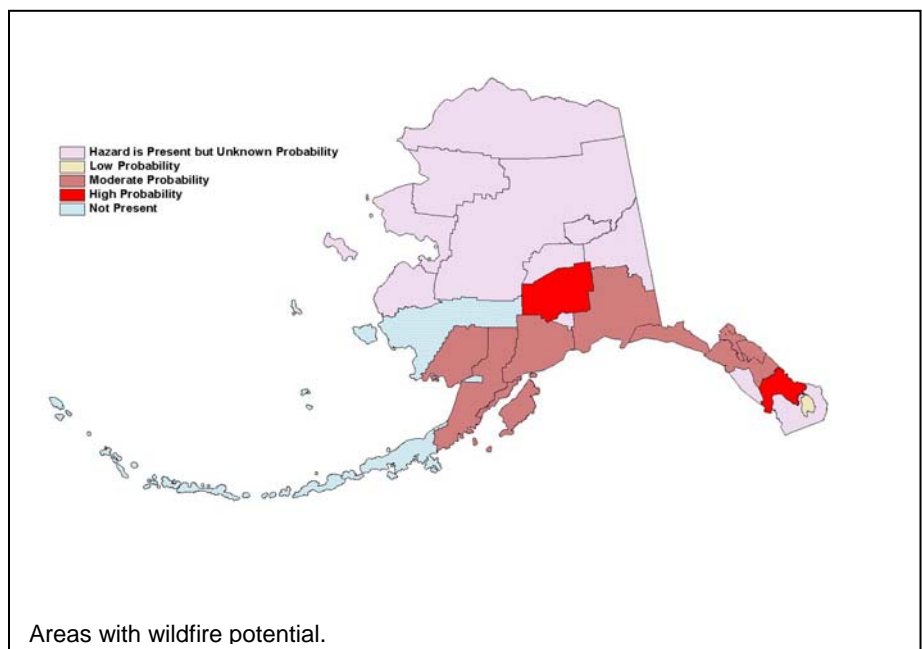 Hazard is Present but Unknown Probability
Low Probability
Moderate Probability
High Probability
Not Present
Areas with wildfire potential.